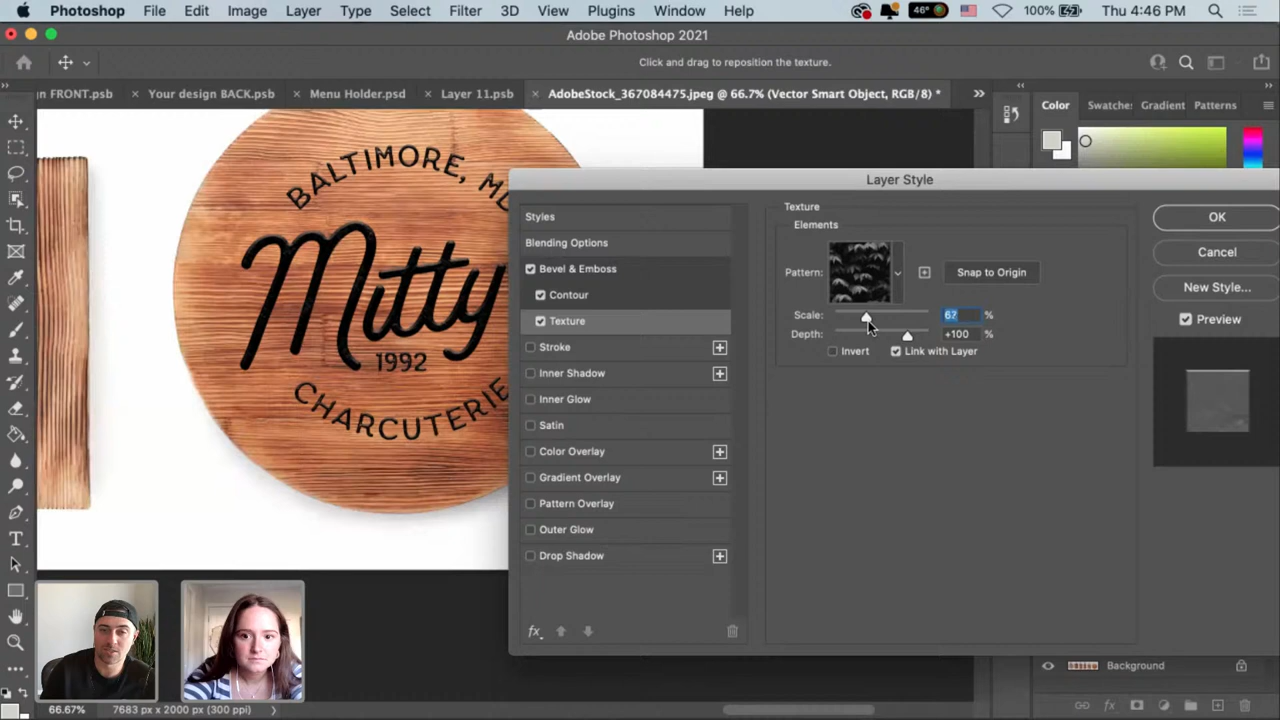 Photoshop File Edit Image Layer Type Select Filter 3D View Plugins Window Help 46° 100% Thu 4:46 PM
Adobe Photoshop 2021
Click and drag to reposition the texture.
n FRONT.psb × Your design BACK.psb × Menu Holder.psd × Layer 11.psb × AdobeStock_367084475.jpeg @ 66.7% (Vector Smart Object, RGB/8) *
Color Swatches Gradient Patterns
BALTIMORE, MD
Mitty
1992
CHARCUTERIE
Layer Style
Styles
Blending Options
Bevel & Emboss
Contour
Texture
Stroke
Inner Shadow
Inner Glow
Satin
Color Overlay
Gradient Overlay
Pattern Overlay
Outer Glow
Drop Shadow
fx
Texture
Elements
Pattern: Snap to Origin
Scale: 67 %
Depth: +100 %
Invert Link with Layer
OK
Cancel
New Style...
Preview
Background
fx
66.67% 7683 px x 2000 px (300 ppi)